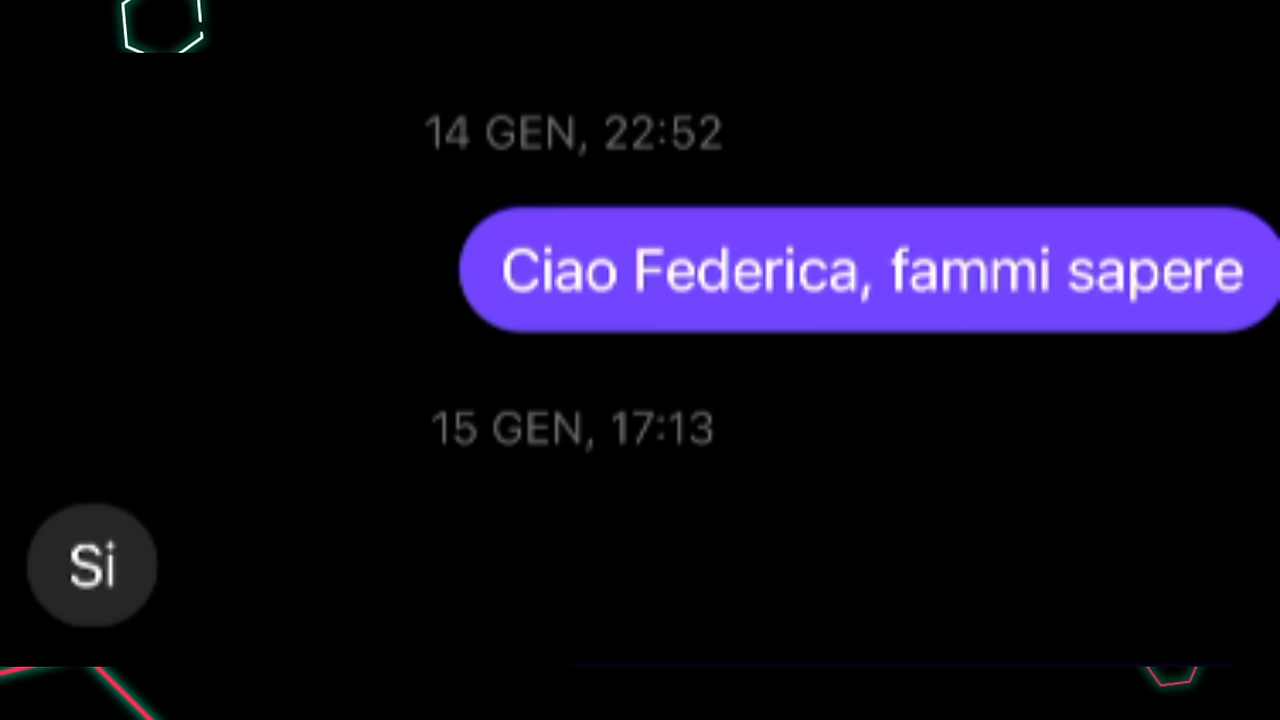 14 GEN, 22:52
Ciao Federica, fammi sapere
15 GEN, 17:13
Si